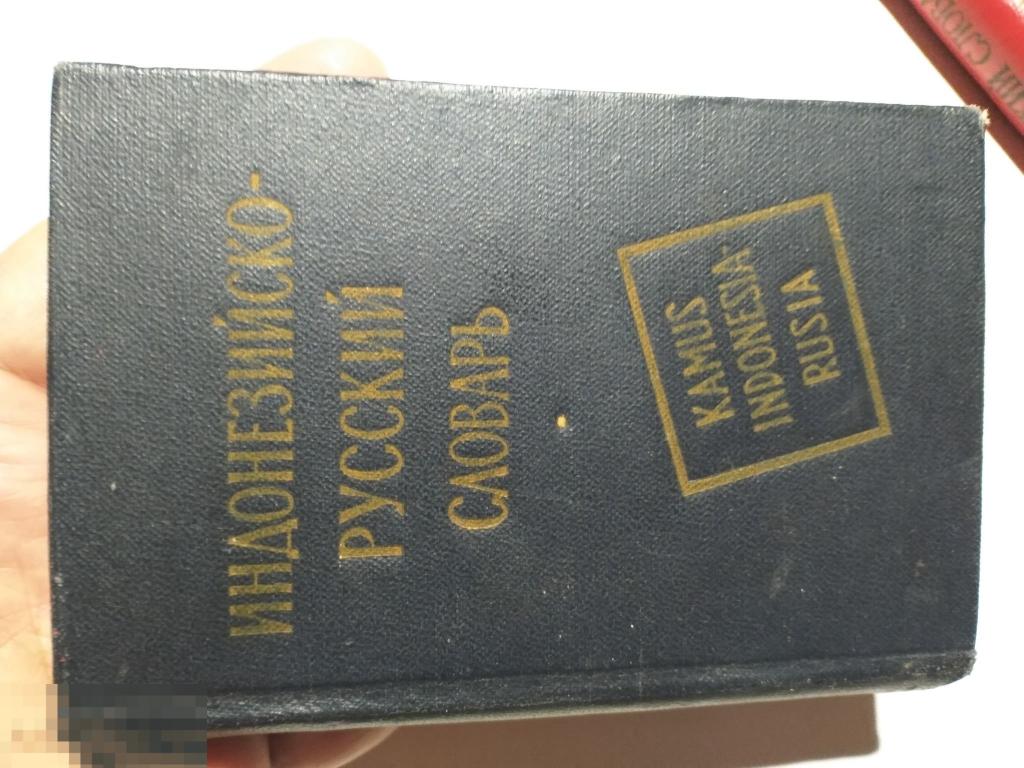 ИНДОНЕЗИЙСКО-
РУССКИЙ
СЛОВАРЬ
KAMUS
INDONESIA-
RUSIA